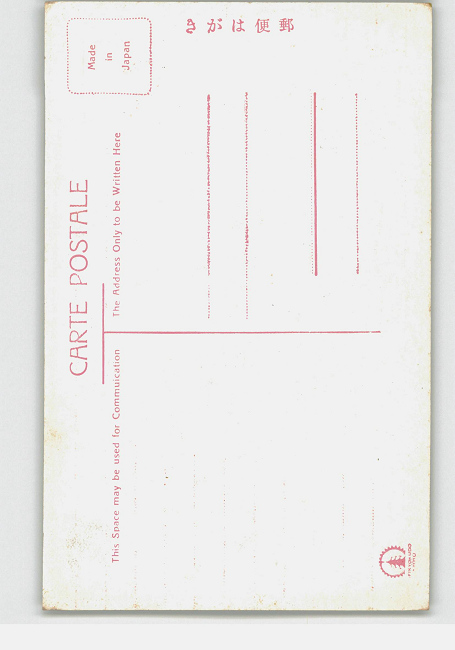 郵便はがき
Made
in
Japan
CARTE POSTALE
The Address Only to be Written Here
This Space may be used for Commuication